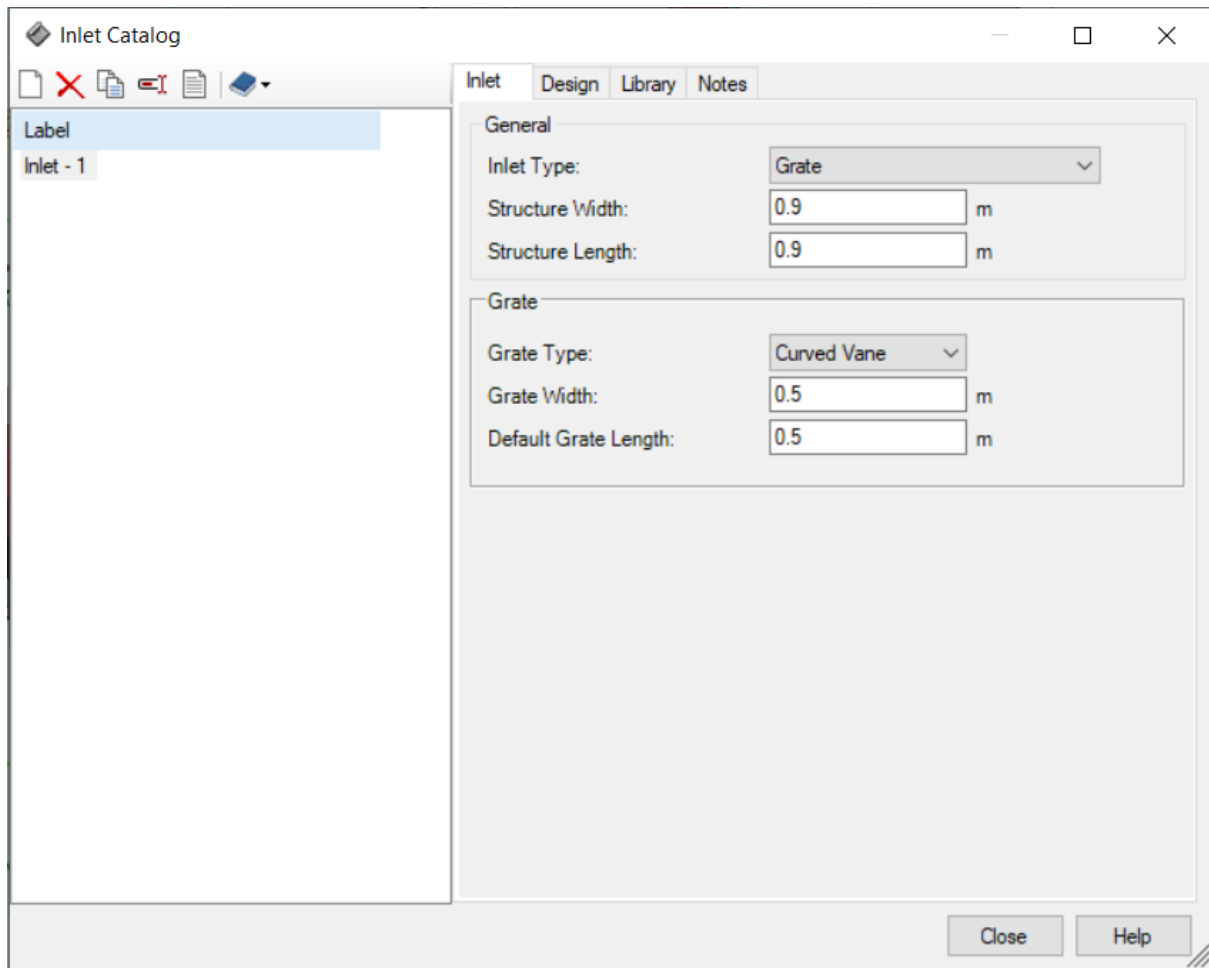 Inlet Catalog
Inlet Design Library Notes
Label
Inlet - 1
General
Inlet Type: Grate
Structure Width: 0.9 m
Structure Length: 0.9 m
Grate
Grate Type: Curved Vane
Grate Width: 0.5 m
Default Grate Length: 0.5 m
Close Help